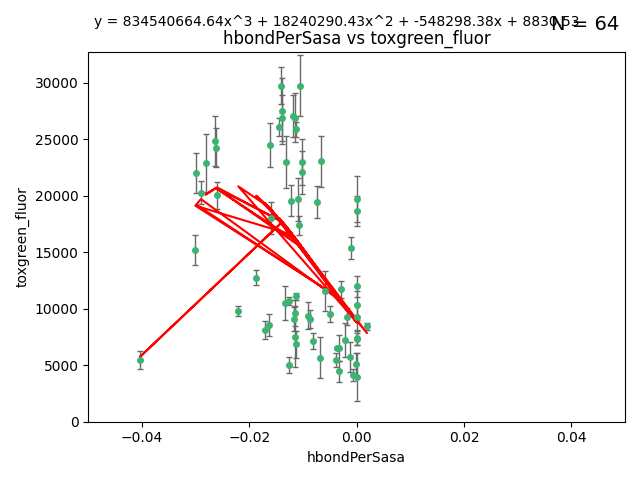 y = 834540664.64x^3 + 18240290.43x^2 + -548298.38x + 8830.53
N = 64
hbondPerSasa vs toxgreen_fluor
30000
25000
20000
15000
10000
5000
0
toxgreen_fluor
−0.04
−0.02
0.00
0.02
0.04
hbondPerSasa